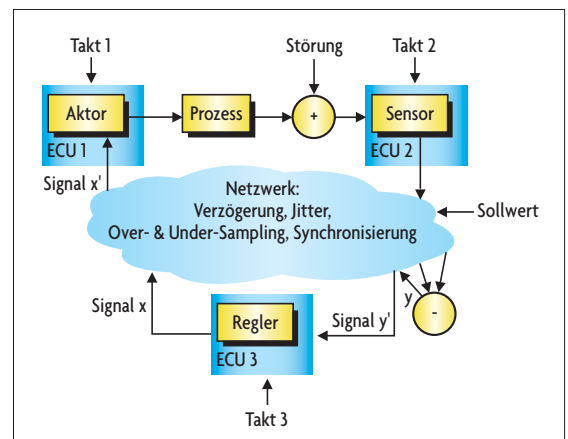 Takt 1
Störung
Takt 2
Aktor
Prozess
+
Sensor
ECU 1
ECU 2
Signal x'
Netzwerk:
Verzögerung, Jitter,
Over- & Under-Sampling, Synchronisierung
Sollwert
Signal x
Regler
Signal y'
y
-
ECU 3
Takt 3